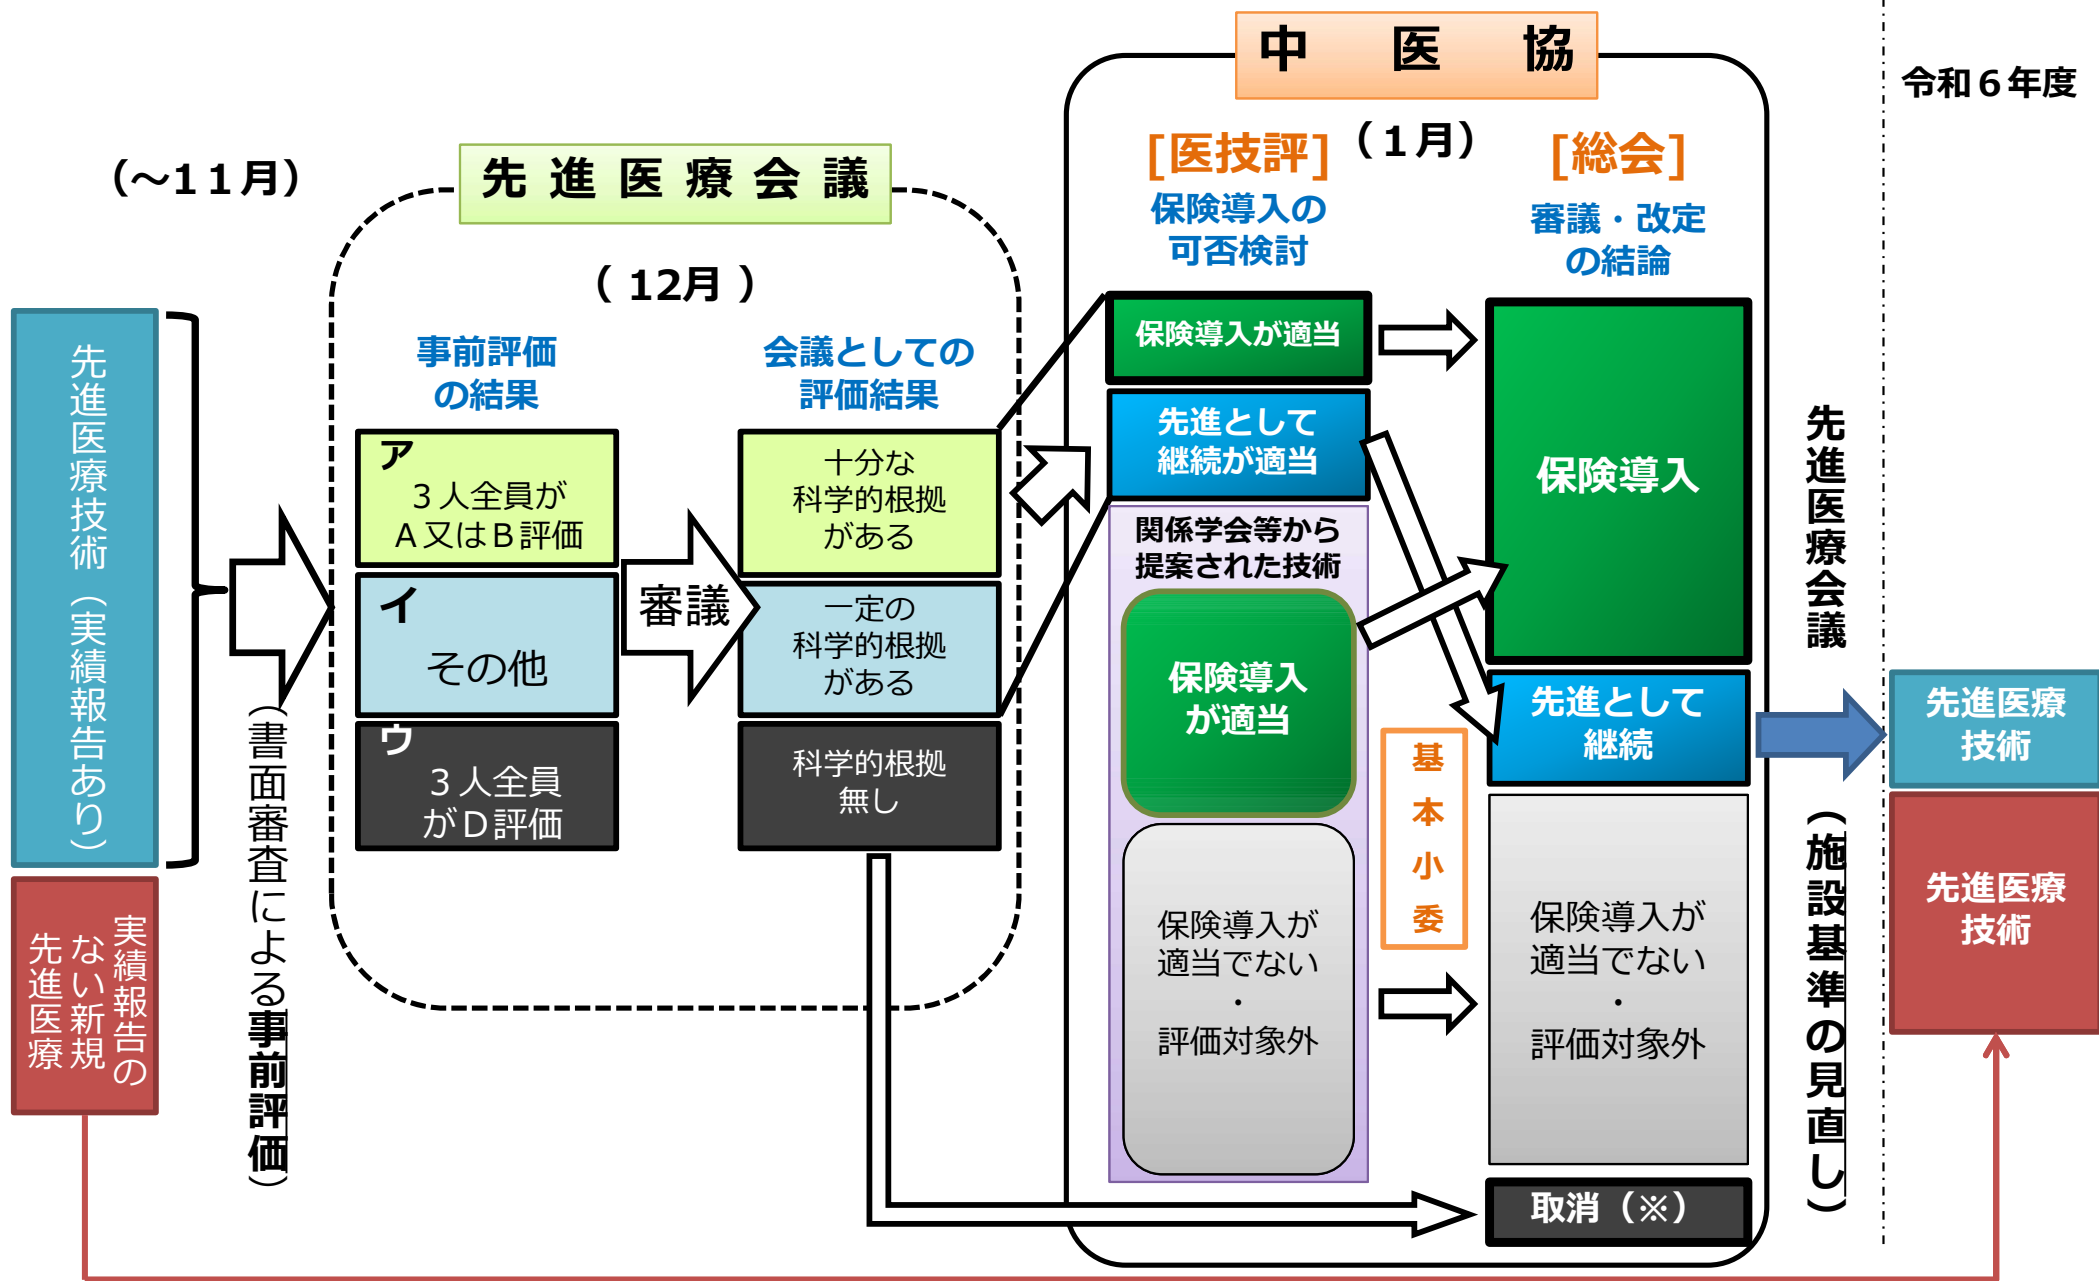 中医協
令和６年度
（～１１月）
先進医療会議
（１２月）
[医技評]
（１月）
[総会]
保険導入の
可否検討
審議・改定
の結論
先進医療技術（実績報告あり）
実績報告の
ない新規
先進医療
（書面審査による事前評価）
事前評価
の結果
会議としての
評価結果
ア
３人全員が
Ａ又はＢ評価
イ
その他
ウ
３人全員
がＤ評価
審議
十分な
科学的根拠
がある
一定の
科学的根拠
がある
科学的根拠
無し
保険導入が適当
先進として
継続が適当
関係学会等から
提案された技術
保険導入
が適当
保険導入が
適当でない
・
評価対象外
基本小委
保険導入
先進として
継続
保険導入が
適当でない
・
評価対象外
取消（※）
先進医療会議
（施設基準の見直し）
先進医療
技術
先進医療
技術